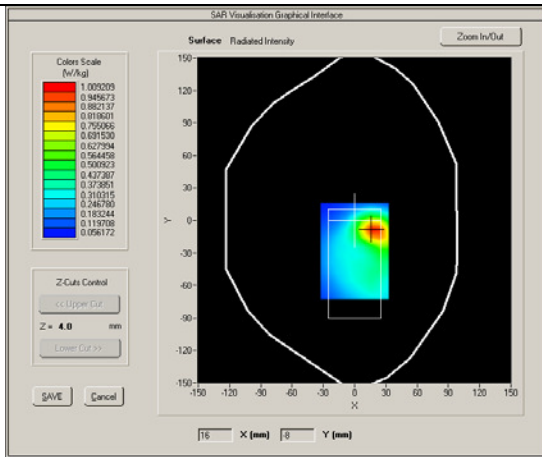 SAR Visualisation Graphical Interface
Surface Radiated Intensity
Zoom In/Out
Colors Scale
(W/kg)
1.009209
0.945673
0.882137
0.818601
0.755066
0.691530
0.627994
0.564458
0.500923
0.437387
0.373851
0.310315
0.246780
0.183244
0.119708
0.056172
Z-Cuts Control
<< Upper Cut
Z = 4.0 mm
Lower Cut >>
SAVE
Cancel
150
120
90
60
30
0
-30
-60
-90
-120
-150
Y
-150 -120 -90 -60 -30 0 30 60 90 120 150
X
16 X (mm) -8 Y (mm)